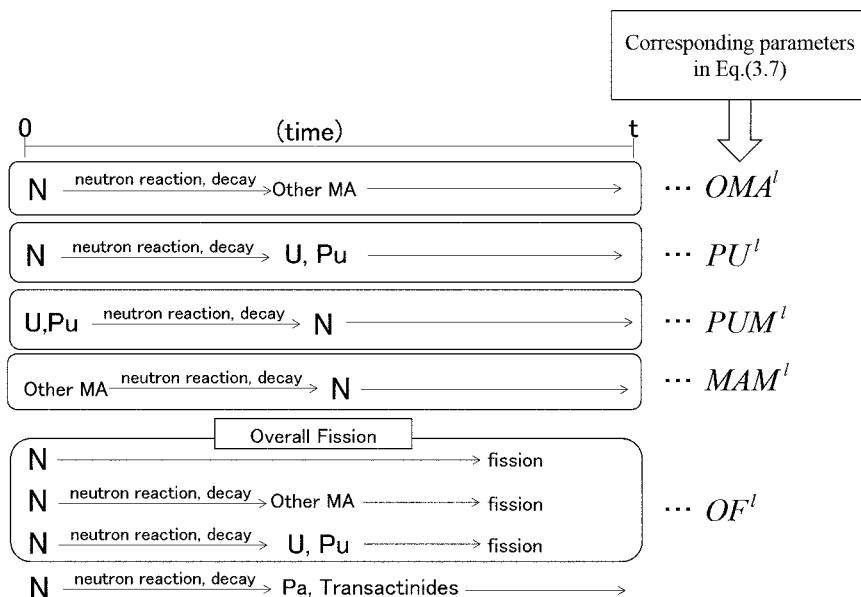 Corresponding parameters
in Eq.(3.7)
0 (time) t
N neutron reaction, decay Other MA ... OMA^l
N neutron reaction, decay U, Pu ... PU^l
U,Pu neutron reaction, decay N ... PUM^l
Other MA neutron reaction, decay N ... MAM^l
Overall Fission
N fission
N neutron reaction, decay Other MA fission
... OF^l
N neutron reaction, decay U, Pu fission
N neutron reaction, decay Pa, Transactinides